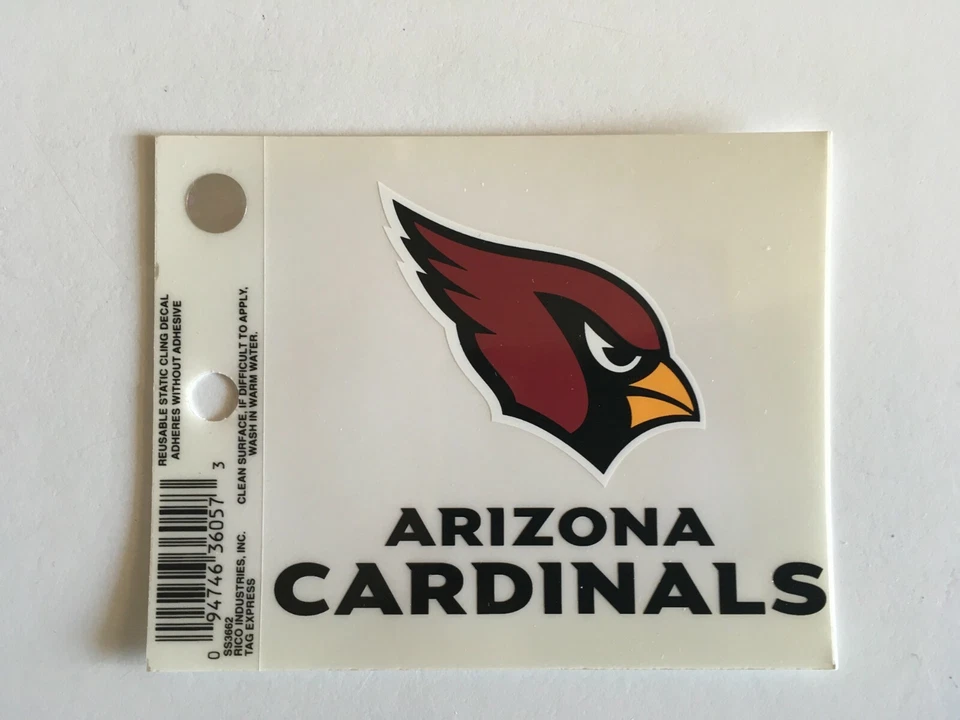 ARIZONA
CARDINALS
REUSABLE STATIC CLING DECAL
ADHERES WITHOUT ADHESIVE
CLEAN SURFACE, IF DIFFICULT TO APPLY,
WASH IN WARM WATER.
0 94746 36057 3
SS3662
RICO INDUSTRIES, INC.
TAG EXPRESS